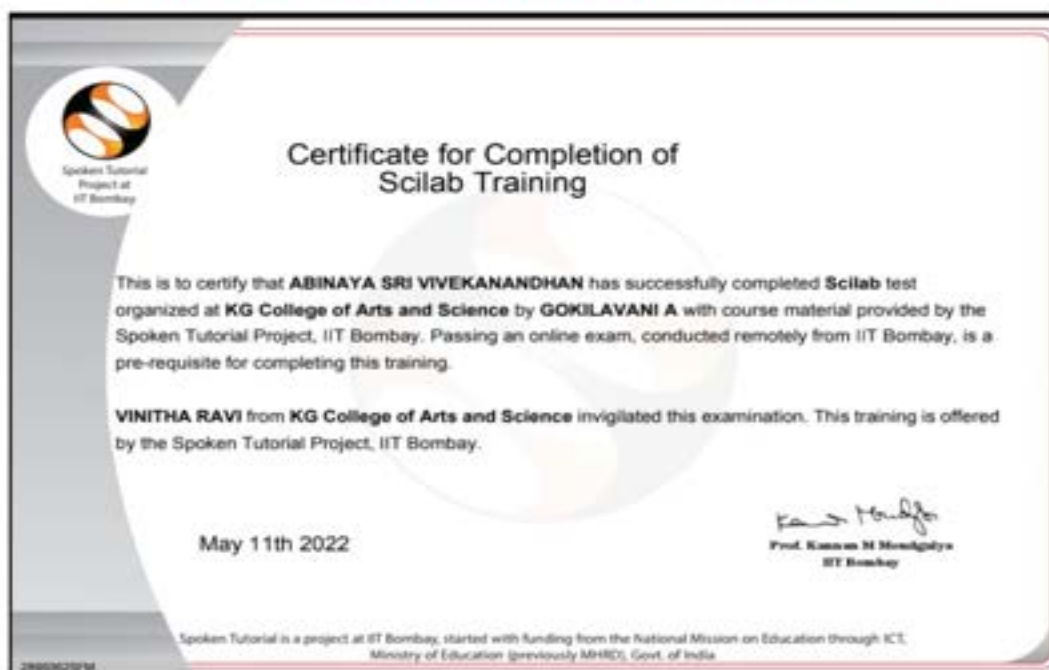 Spoken Tutorial
Project at
IIT Bombay
Certificate for Completion of
Scilab Training
This is to certify that ABINAYA SRI VIVEKANANDHAN has successfully completed Scilab test
organized at KG College of Arts and Science by GOKILAVANI A with course material provided by the
Spoken Tutorial Project, IIT Bombay. Passing an online exam, conducted remotely from IIT Bombay, is a
pre-requisite for completing this training.
VINITHA RAVI from KG College of Arts and Science invigilated this examination. This training is offered
by the Spoken Tutorial Project, IIT Bombay.
May 11th 2022
Prof. Kannan M Moudgalya
IIT Bombay
Spoken Tutorial is a project at IIT Bombay, started with funding from the National Mission on Education through ICT,
Ministry of Education (previously MHRD), Govt. of India